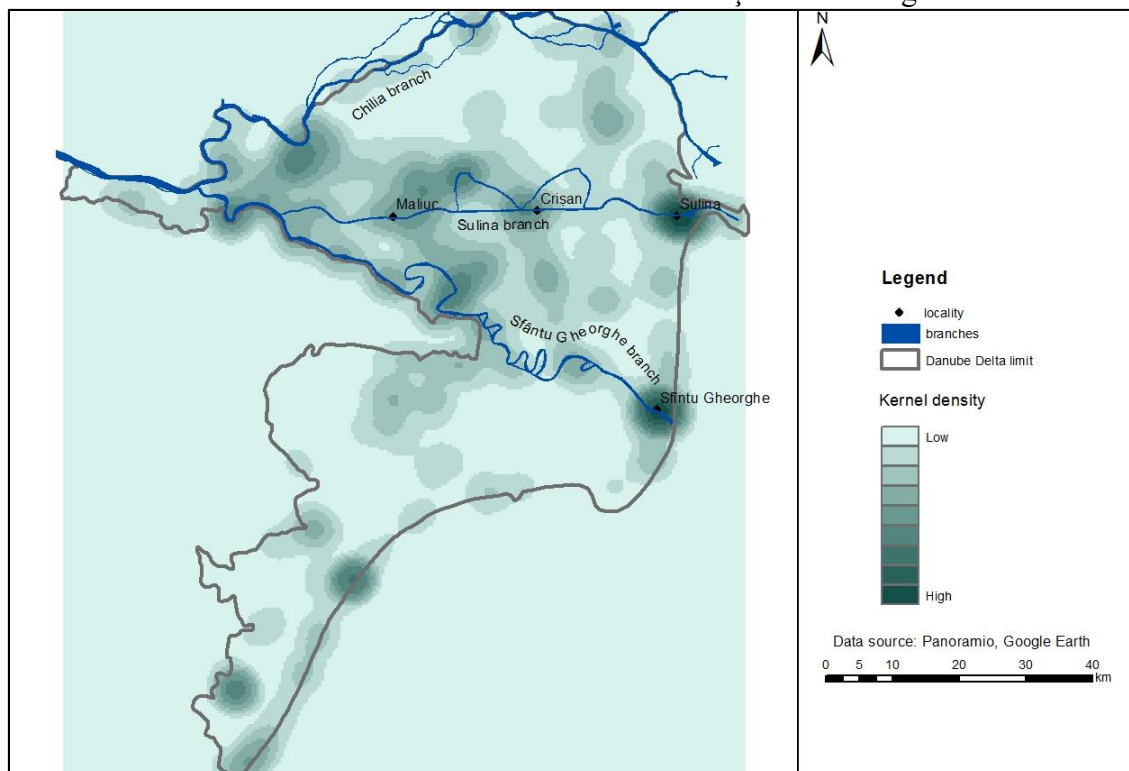 N
Chilia branch
Maliuc
Crișan
Sulina
Sulina branch
Sfântu Gheorghe branch
Sfîntu Gheorghe
Legend
locality
branches
Danube Delta limit
Kernel density
Low
High
Data source: Panoramio, Google Earth
0 5 10 20 30 40
km